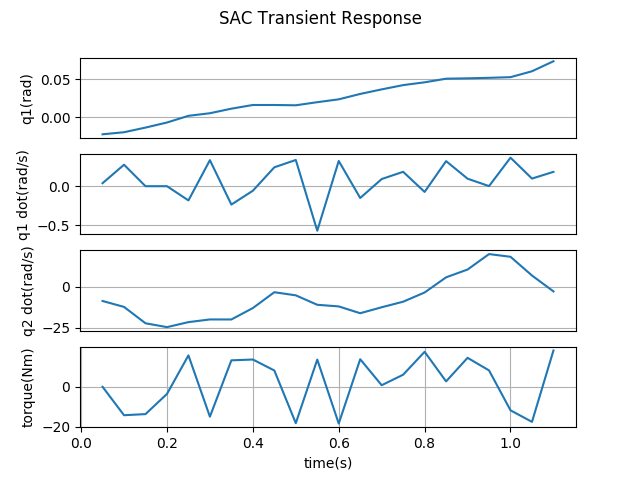 SAC Transient Response
q1(rad)
0.05
0.00
q1 dot(rad/s)
0.0
−0.5
q2 dot(rad/s)
0
−25
torque(Nm)
0
−20
0.0 0.2 0.4 0.6 0.8 1.0
time(s)